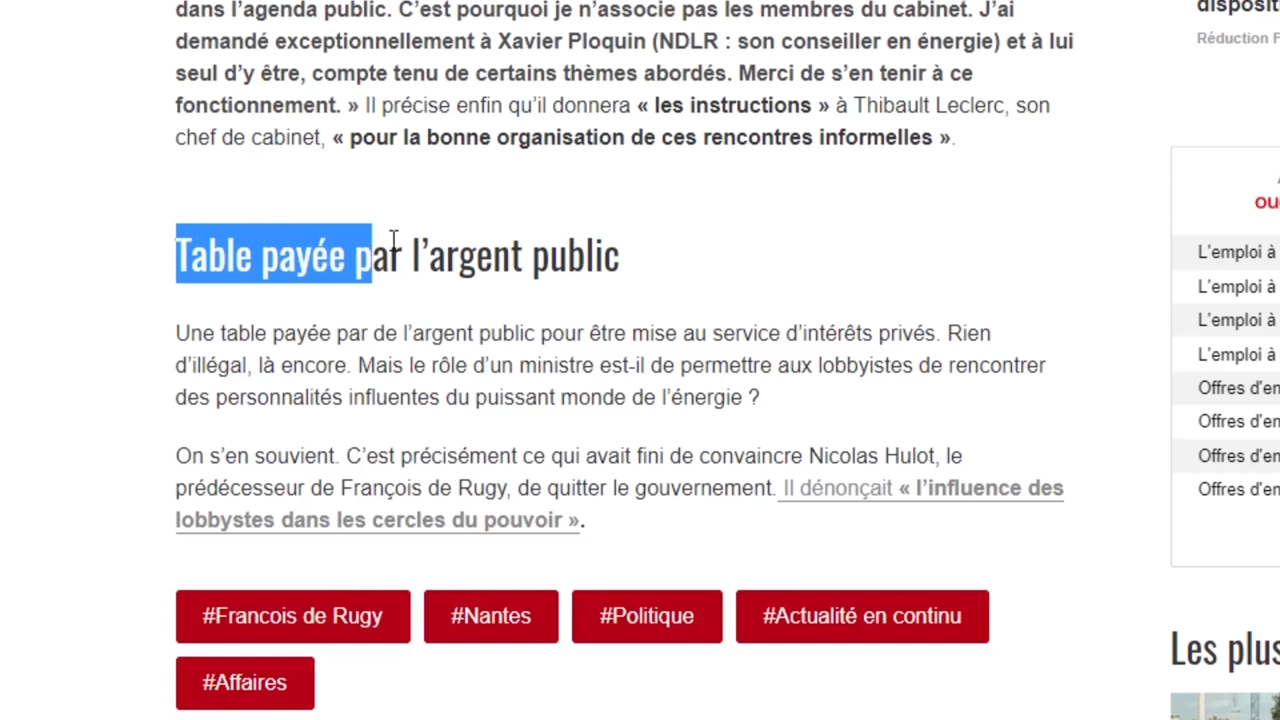 dans l’agenda public. C’est pourquoi je n’associe pas les membres du cabinet. J’ai
demandé exceptionnellement à Xavier Ploquin (NDLR : son conseiller en énergie) et à lui
seul d’y être, compte tenu de certains thèmes abordés. Merci de s’en tenir à ce
fonctionnement. » Il précise enfin qu’il donnera « les instructions » à Thibault Leclerc, son
chef de cabinet, « pour la bonne organisation de ces rencontres informelles ».
Table payée par l’argent public
Une table payée par de l’argent public pour être mise au service d’intérêts privés. Rien
d’illégal, là encore. Mais le rôle d’un ministre est-il de permettre aux lobbyistes de rencontrer
des personnalités influentes du puissant monde de l’énergie ?
On s’en souvient. C’est précisément ce qui avait fini de convaincre Nicolas Hulot, le
prédécesseur de François de Rugy, de quitter le gouvernement. Il dénonçait « l’influence des
lobbystes dans les cercles du pouvoir ».
#Francois de Rugy
#Nantes
#Politique
#Actualité en continu
#Affaires
Réduction F
ou
L'emploi à
L'emploi à
L'emploi à
L'emploi à
Offres d'en
Offres d'en
Offres d'en
Offres d'en
Les plus